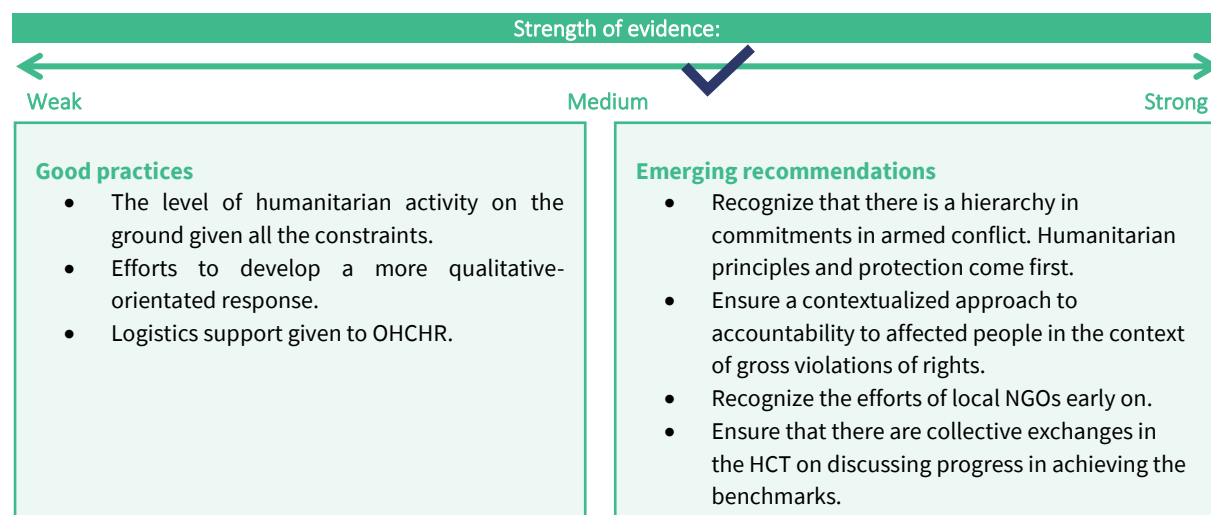 Strength of evidence:
Weak
Medium
Strong
Good practices
• The level of humanitarian activity on the
ground given all the constraints.
• Efforts to develop a more qualitative-
orientated response.
• Logistics support given to OHCHR.
Emerging recommendations
• Recognize that there is a hierarchy in
commitments in armed conflict. Humanitarian
principles and protection come first.
• Ensure a contextualized approach to
accountability to affected people in the context
of gross violations of rights.
• Recognize the efforts of local NGOs early on.
• Ensure that there are collective exchanges in
the HCT on discussing progress in achieving the
benchmarks.